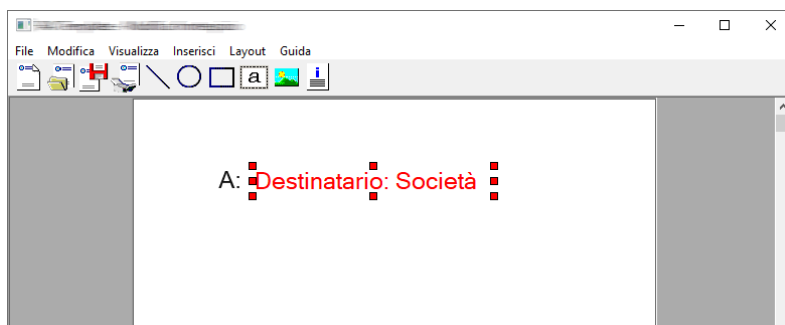 File Modifica Visualizza Inserisci Layout Guida
a
A: Destinatario: Società